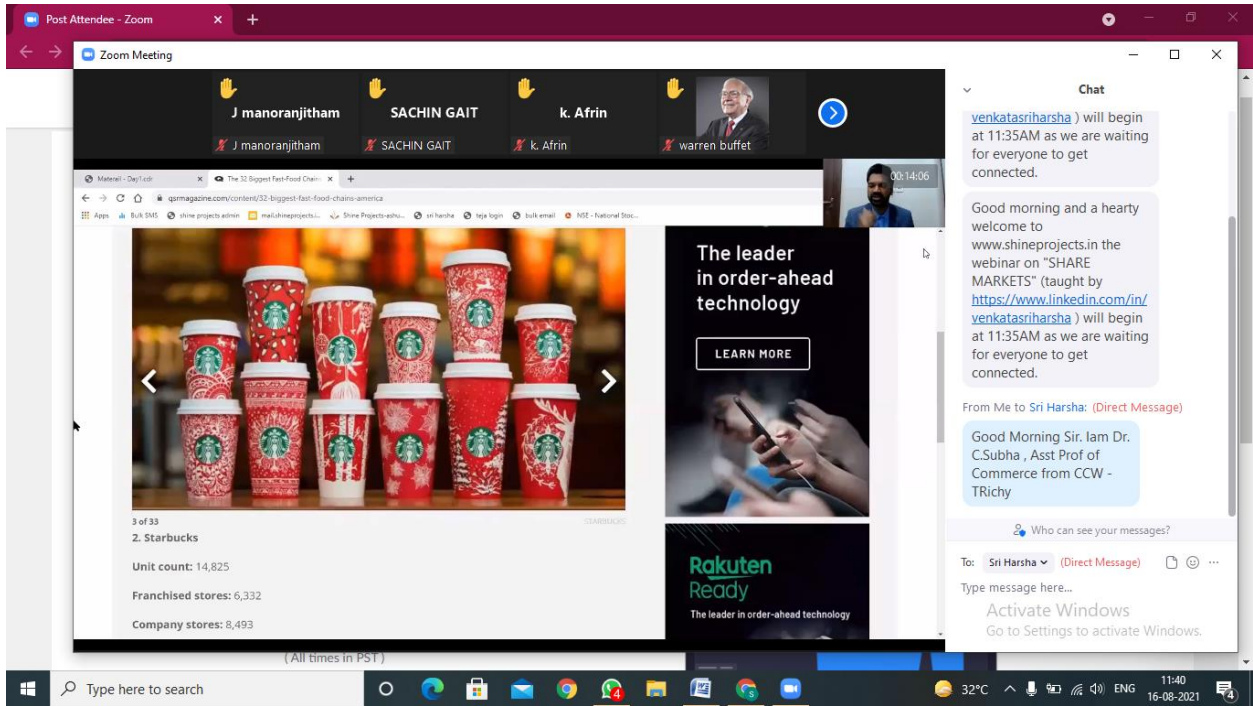 Post Attendee - Zoom
Zoom Meeting
J manoranjitham
SACHIN GAIT
k. Afrin
J manoranjitham
SACHIN GAIT
k. Afrin
warren buffet
Materail - Day1.cdr
The 32 Biggest Fast-Food Chain
00:14:06
qsrmagazine.com/content/32-biggest-fast-food-chains-america
Apps
Bulk SMS
shine projects admin
mail.shineprojects.i...
Shine Projects-ashu...
sri harsha
teja login
bulk email
NSE - National Stoc...
The leader
in order-ahead
technology
LEARN MORE
3 of 33
STARBUCKS
2. Starbucks
Unit count: 14,825
Franchised stores: 6,332
Company stores: 8,493
Rakuten
Ready
The leader in order-ahead technology
Chat
venkatasriharsha ) will begin
at 11:35AM as we are waiting
for everyone to get
connected.
Good morning and a hearty
welcome to
www.shineprojects.in the
webinar on "SHARE
MARKETS" (taught by
https://www.linkedin.com/in/
venkatasriharsha ) will begin
at 11:35AM as we are waiting
for everyone to get
connected.
From Me to Sri Harsha: (Direct Message)
Good Morning Sir. Iam Dr.
C.Subha , Asst Prof of
Commerce from CCW -
TRichy
Who can see your messages?
To: Sri Harsha (Direct Message)
Type message here...
Activate Windows
Go to Settings to activate Windows.
( All times in PST )
Type here to search
4
32°C
ENG
11:40
16-08-2021
4